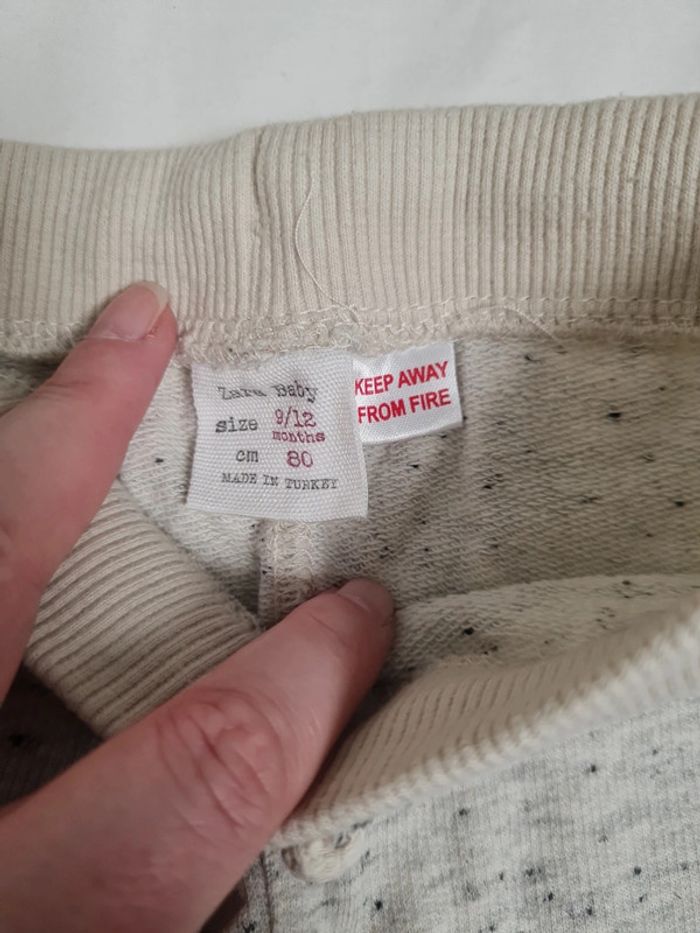 Zara Baby
size 9/12
months
cm 80
MADE IN TURKEY
KEEP AWAY
FROM FIRE